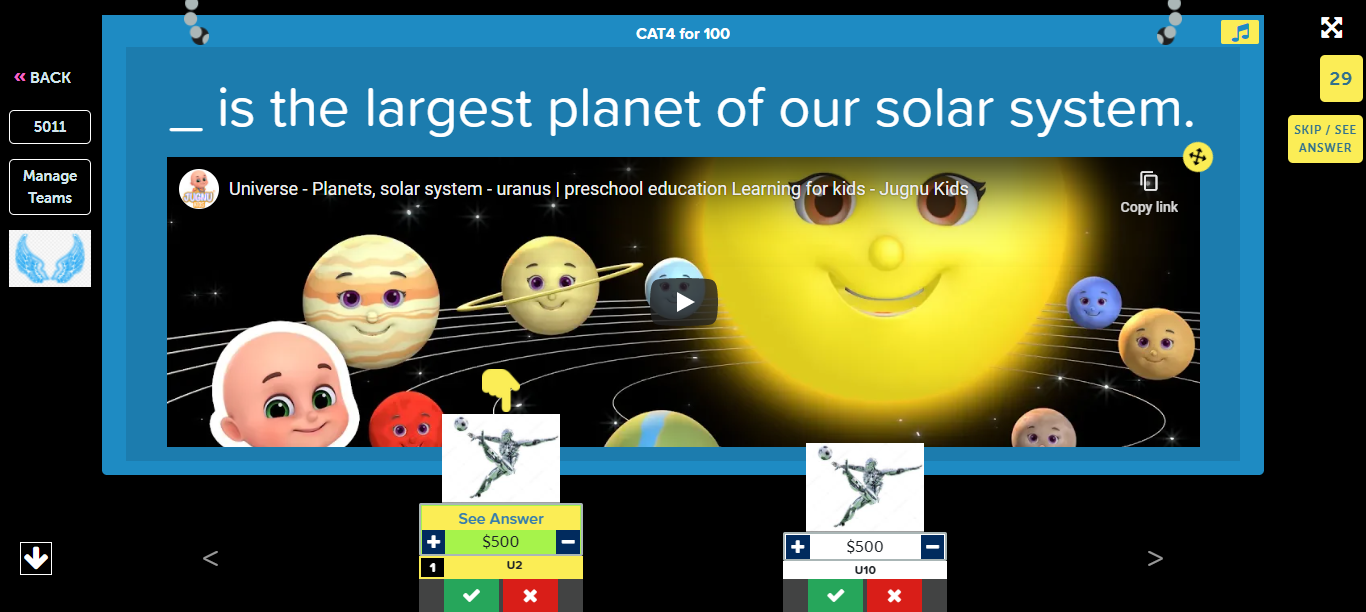 CAT4 for 100
« BACK
29
5011
__ is the largest planet of our solar system.
SKIP / SEE
ANSWER
Manage
Teams
JUGNU
Universe - Planets, solar system - uranus | preschool education Learning for kids - Jugnu Kids
Copy link
See Answer
+ $500 −
+ $500 −
1 U2
U10
< >